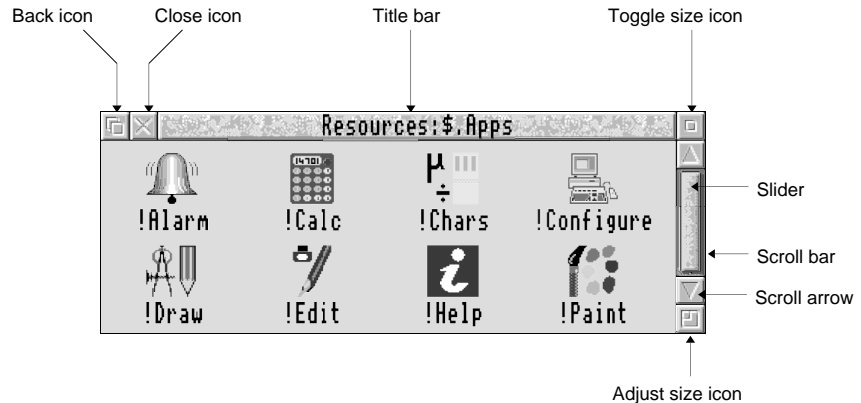 Back icon
Close icon
Title bar
Toggle size icon
Resources:$.Apps
14701
µ
÷
!Alarm
!Calc
!Chars
!Configure
Slider
Scroll bar
i
Scroll arrow
!Draw
!Edit
!Help
!Paint
Adjust size icon